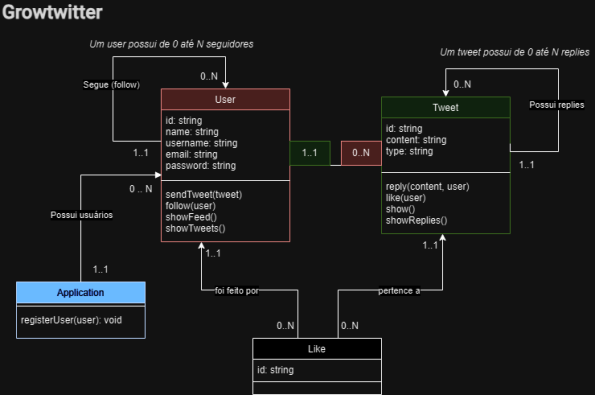 Growtwitter
Um user possui de 0 até N seguidores
Um tweet possui de 0 até N replies
Segue (follow)
0..N
User
id: string
name: string
username: string
email: string
password: string
sendTweet(tweet)
follow(user)
showFeed()
showTweets()
1..1
0 .. N
1..1
0..N
0..N
Tweet
id: string
content: string
type: string
reply(content, user)
like(user)
show()
showReplies()
Possui replies
1..1
Possui usuários
1..1
Application
registerUser(user): void
1..1
foi feito por
0..N
1..1
pertence a
0..N
Like
id: string